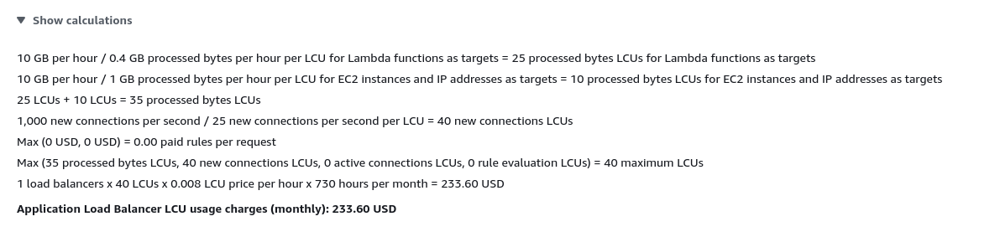 Show calculations
10 GB per hour / 0.4 GB processed bytes per hour per LCU for Lambda functions as targets = 25 processed bytes LCUs for Lambda functions as targets
10 GB per hour / 1 GB processed bytes per hour per LCU for EC2 instances and IP addresses as targets = 10 processed bytes LCUs for EC2 instances and IP addresses as targets
25 LCUs + 10 LCUs = 35 processed bytes LCUs
1,000 new connections per second / 25 new connections per second per LCU = 40 new connections LCUs
Max (0 USD, 0 USD) = 0.00 paid rules per request
Max (35 processed bytes LCUs, 40 new connections LCUs, 0 active connections LCUs, 0 rule evaluation LCUs) = 40 maximum LCUs
1 load balancers x 40 LCUs x 0.008 LCU price per hour x 730 hours per month = 233.60 USD
Application Load Balancer LCU usage charges (monthly): 233.60 USD